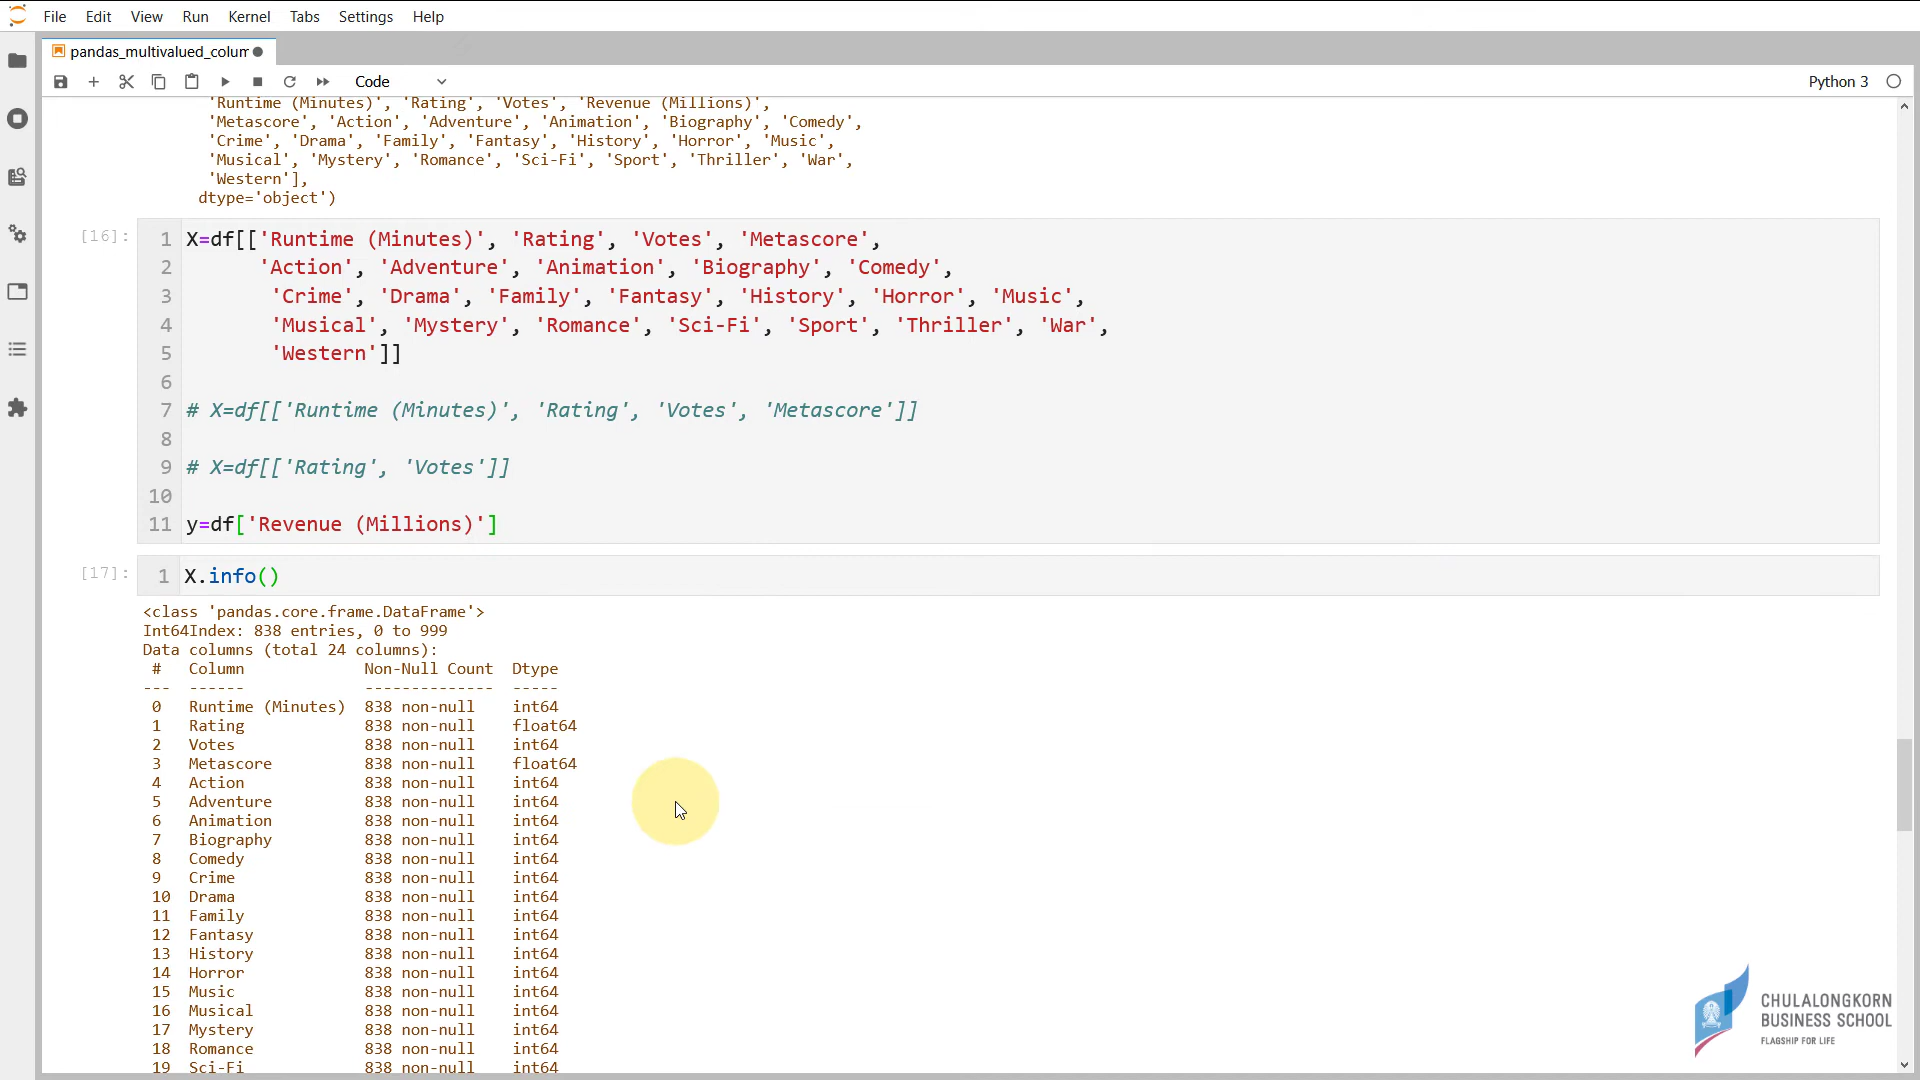 File Edit View Run Kernel Tabs Settings Help
pandas_multivalued_colum
Code
Python 3
'Runtime (Minutes)', 'Rating', 'Votes', 'Revenue (Millions)',
'Metascore', 'Action', 'Adventure', 'Animation', 'Biography', 'Comedy',
'Crime', 'Drama', 'Family', 'Fantasy', 'History', 'Horror', 'Music',
'Musical', 'Mystery', 'Romance', 'Sci-Fi', 'Sport', 'Thriller', 'War',
'Western'],
dtype='object')
[16]:
1 X=df[['Runtime (Minutes)', 'Rating', 'Votes', 'Metascore',
2 'Action', 'Adventure', 'Animation', 'Biography', 'Comedy',
3 'Crime', 'Drama', 'Family', 'Fantasy', 'History', 'Horror', 'Music',
4 'Musical', 'Mystery', 'Romance', 'Sci-Fi', 'Sport', 'Thriller', 'War',
5 'Western']]
6
7 # X=df[['Runtime (Minutes)', 'Rating', 'Votes', 'Metascore']]
8
9 # X=df[['Rating', 'Votes']]
10
11 y=df['Revenue (Millions)']
[17]:
1 X.info()
<class 'pandas.core.frame.DataFrame'>
Int64Index: 838 entries, 0 to 999
Data columns (total 24 columns):
# Column Non-Null Count Dtype
--- ------ -------------- -----
0 Runtime (Minutes) 838 non-null int64
1 Rating 838 non-null float64
2 Votes 838 non-null int64
3 Metascore 838 non-null float64
4 Action 838 non-null int64
5 Adventure 838 non-null int64
6 Animation 838 non-null int64
7 Biography 838 non-null int64
8 Comedy 838 non-null int64
9 Crime 838 non-null int64
10 Drama 838 non-null int64
11 Family 838 non-null int64
12 Fantasy 838 non-null int64
13 History 838 non-null int64
14 Horror 838 non-null int64
15 Music 838 non-null int64
16 Musical 838 non-null int64
17 Mystery 838 non-null int64
18 Romance 838 non-null int64
19 Sci-Fi 838 non-null int64
CHULALONGKORN
BUSINESS SCHOOL
FLAGSHIP FOR LIFE